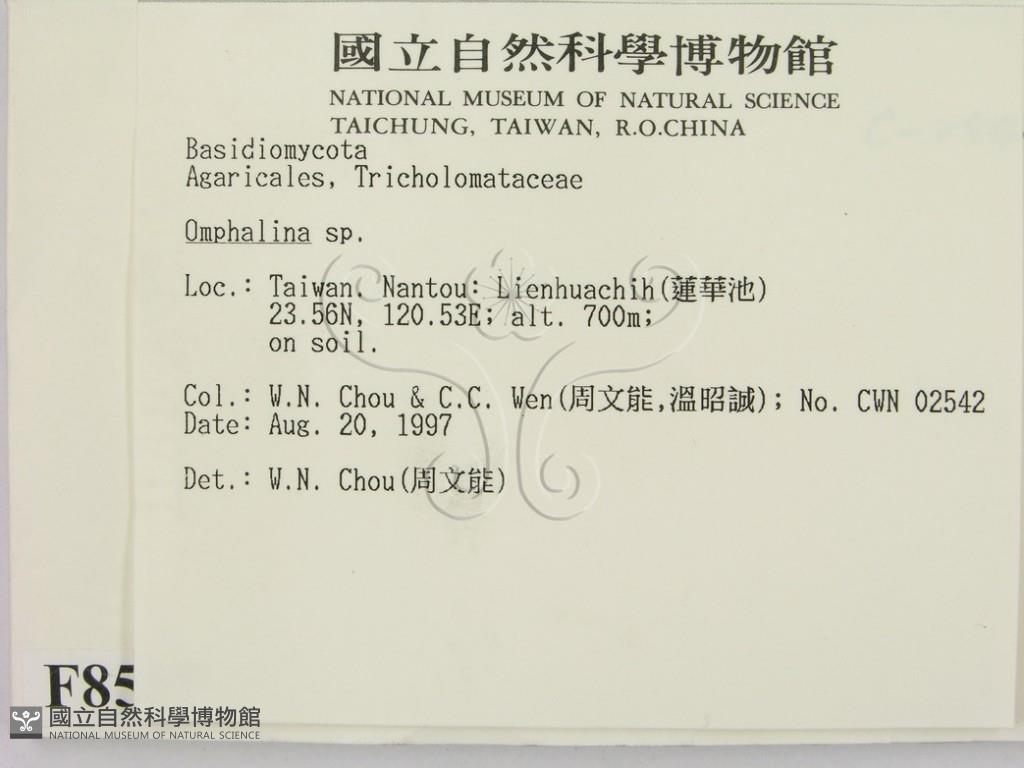 國立自然科學博物館
NATIONAL MUSEUM OF NATURAL SCIENCE
TAICHUNG, TAIWAN, R.O.CHINA
Basidiomycota
Agaricales, Tricholomataceae
Omphalina sp.
Loc.: Taiwan. Nantou: Lienhuachih(蓮華池)
23.56N, 120.53E; alt. 700m;
on soil.
Col.: W.N. Chou & C.C. Wen(周文能,溫昭誠); No. CWN 02542
Date: Aug. 20, 1997
Det.: W.N. Chou(周文能)
F85
國立自然科學博物館
NATIONAL MUSEUM OF NATURAL SCIENCE